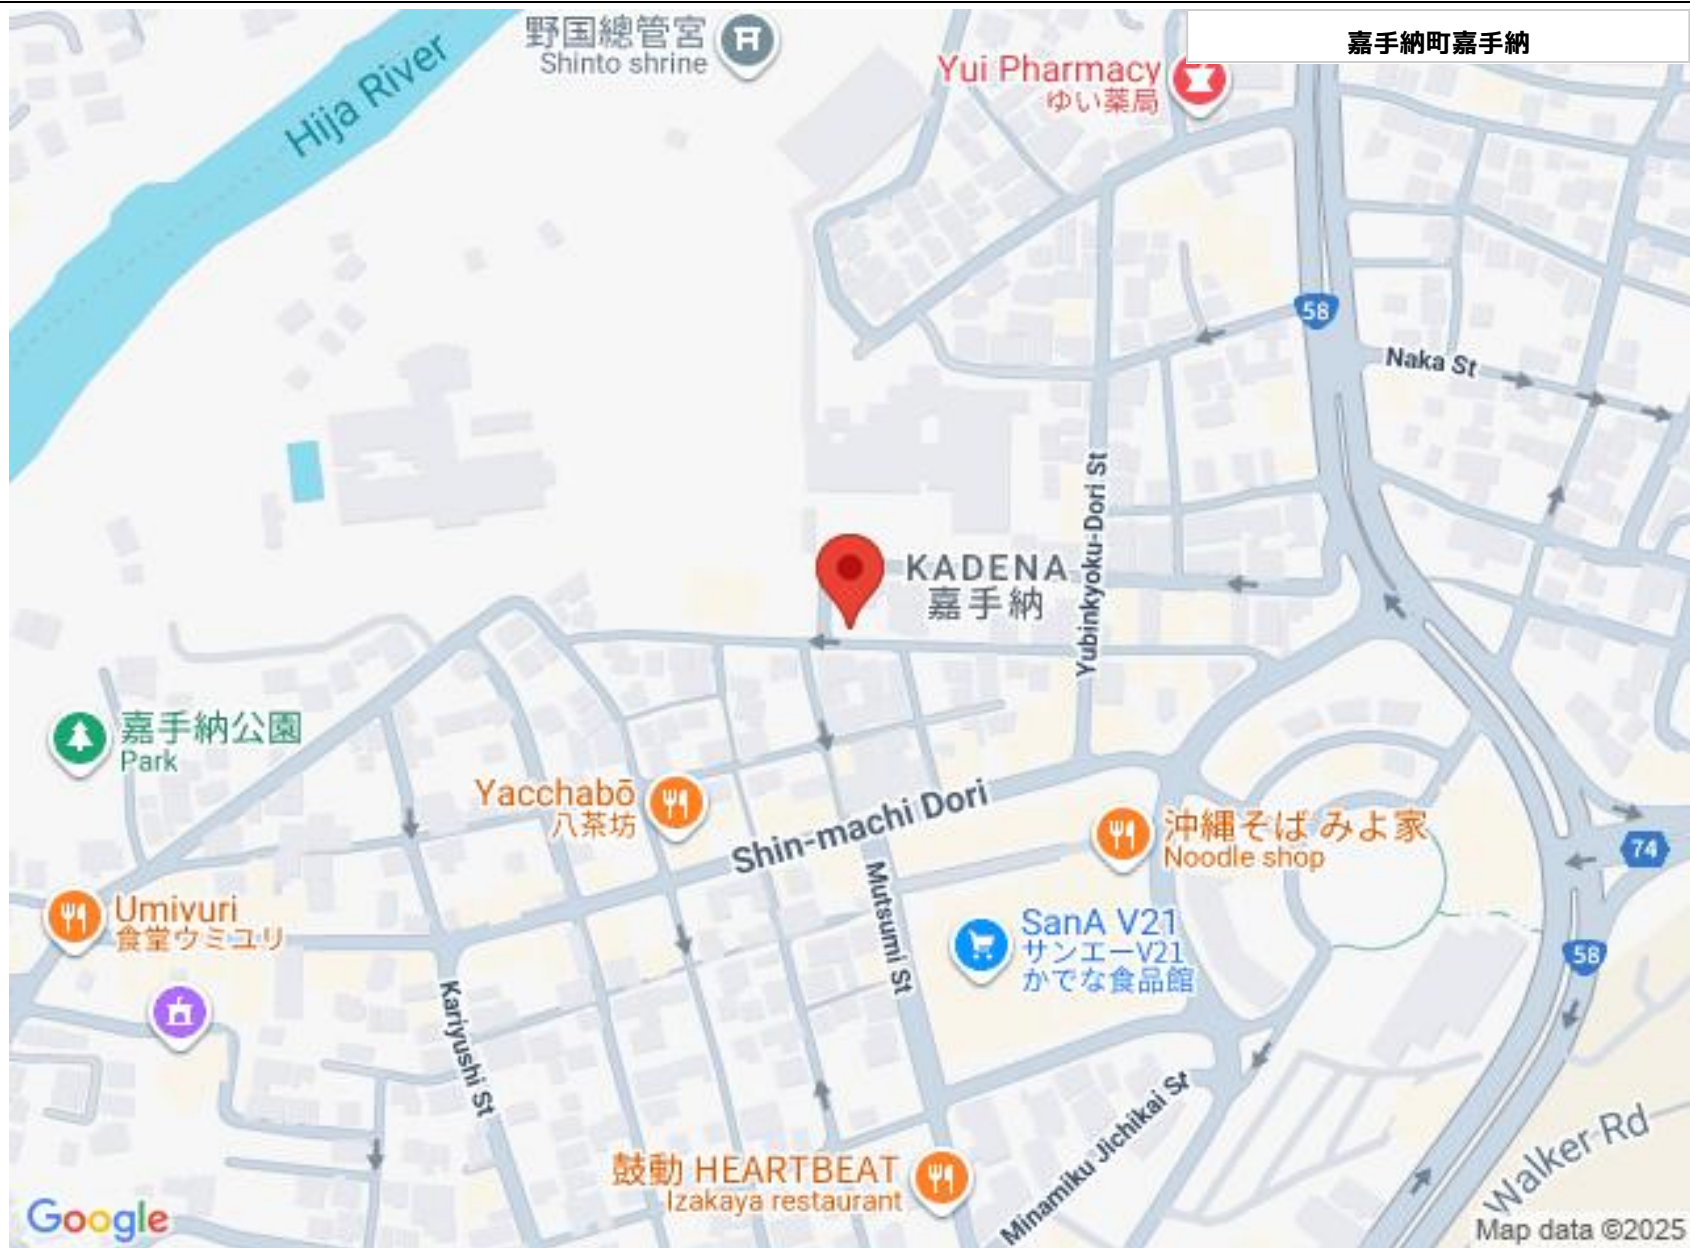 嘉手納町嘉手納
野国總管宮
Shinto shrine
Yui Pharmacy
ゆい薬局
Hija River
58
Naka St
Yubinkyoku-Dori St
KADENA
嘉手納
嘉手納公園
Park
Yacchabō
八茶坊
Shin-machi Dori
沖縄そば みよ家
Noodle shop
74
Umiyuri
食堂ウミユリ
Mutsumi St
SanA V21
サンエーV21
かでな食品館
58
Kariyushi St
Minamiku Jichikai St
鼓動 HEARTBEAT
Izakaya restaurant
Walker Rd
Google
Map data ©2025